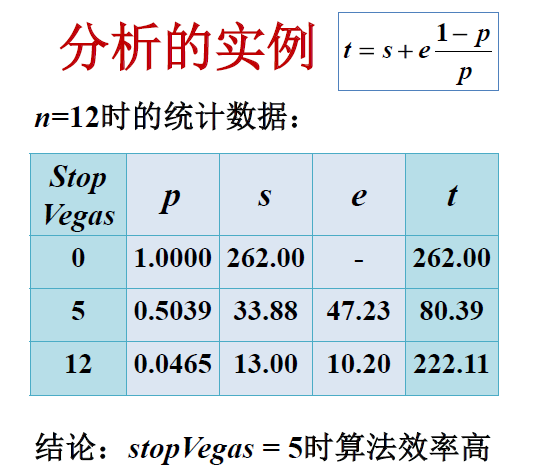 分析的实例
t = s + e (1 − p) / p
n=12时的统计数据：
Stop Vegas p s e t
0 1.0000 262.00 - 262.00
5 0.5039 33.88 47.23 80.39
12 0.0465 13.00 10.20 222.11
结论：stopVegas = 5时算法效率高